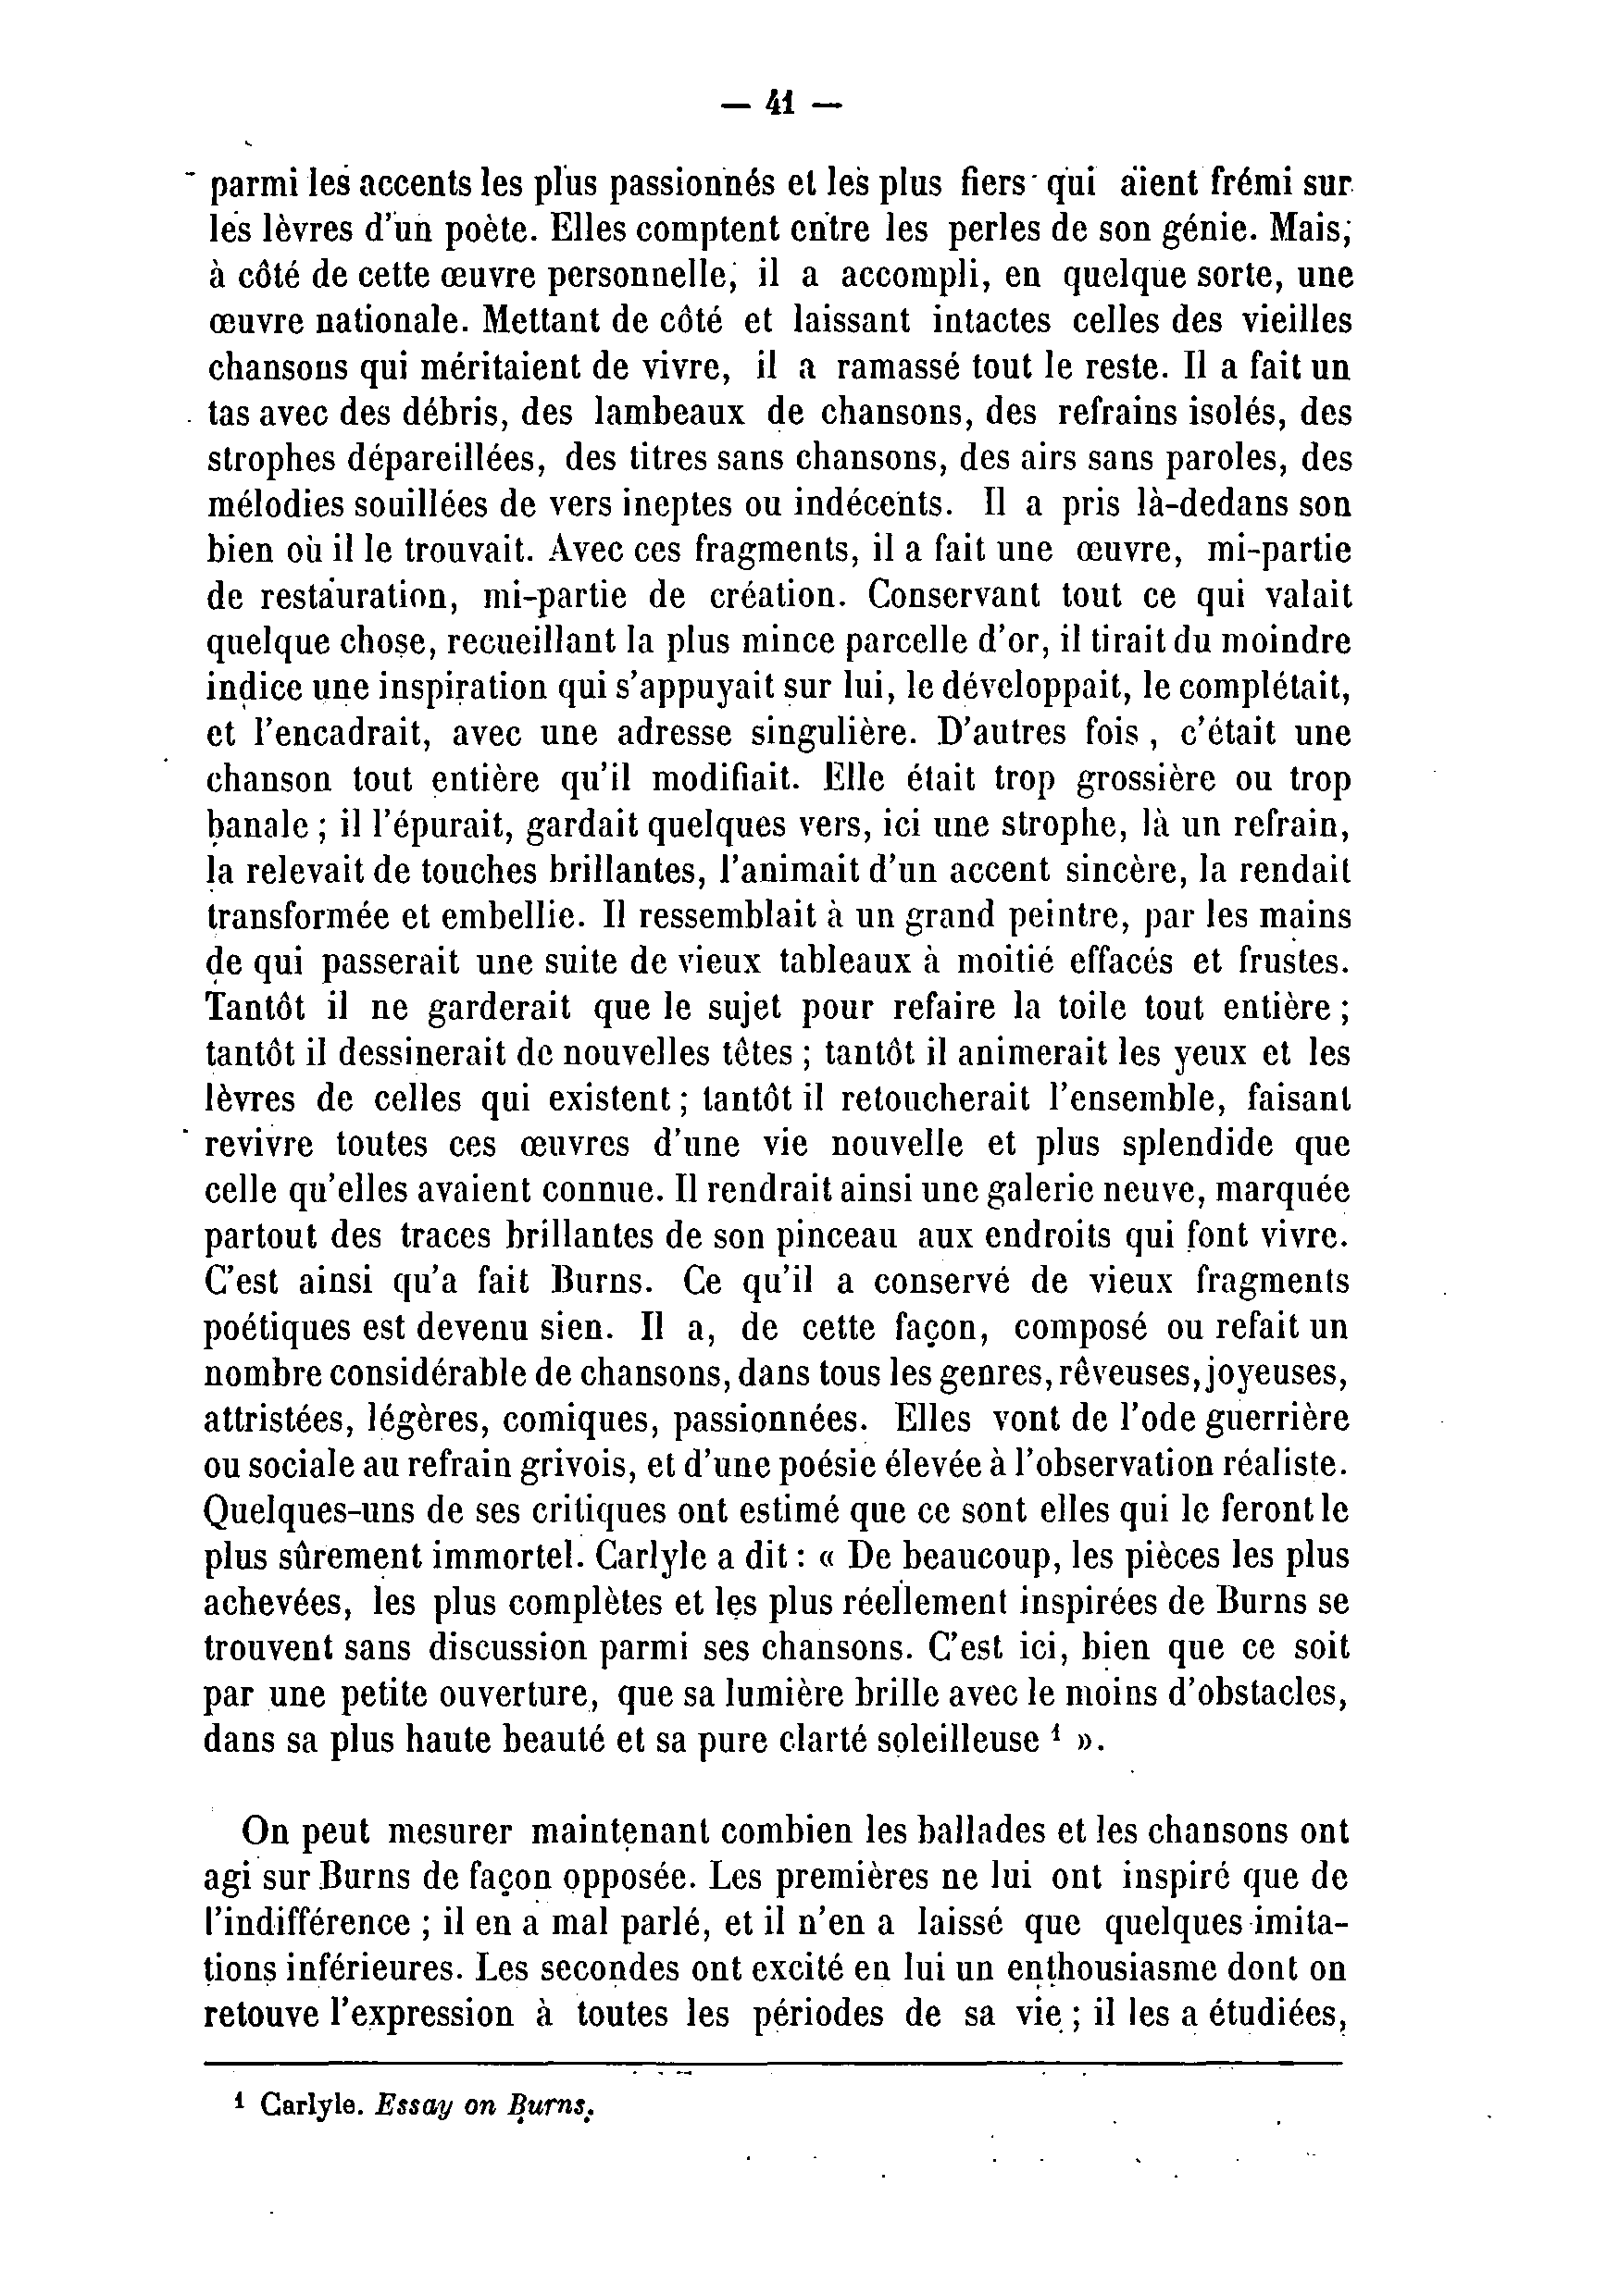 — 41 —
parmi les accents les plus passionnés et les plus fiers qui aient frémi sur
les lèvres d'un poète. Elles comptent entre les perles de son génie. Mais,
à côté de cette œuvre personnelle, il a accompli, en quelque sorte, une
œuvre nationale. Mettant de côté et laissant intactes celles des vieilles
chansons qui méritaient de vivre, il a ramassé tout le reste. Il a fait un
tas avec des débris, des lambeaux de chansons, des refrains isolés, des
strophes dépareillées, des titres sans chansons, des airs sans paroles, des
mélodies souillées de vers ineptes ou indécents. Il a pris là-dedans son
bien où il le trouvait. Avec ces fragments, il a fait une œuvre, mi-partie
de restauration, mi-partie de création. Conservant tout ce qui valait
quelque chose, recueillant la plus mince parcelle d'or, il tirait du moindre
indice une inspiration qui s'appuyait sur lui, le développait, le complétait,
et l'encadrait, avec une adresse singulière. D'autres fois, c'était une
chanson tout entière qu'il modifiait. Elle était trop grossière ou trop
banale ; il l'épurait, gardait quelques vers, ici une strophe, là un refrain,
la relevait de touches brillantes, l'animait d'un accent sincère, la rendait
transformée et embellie. Il ressemblait à un grand peintre, par les mains
de qui passerait une suite de vieux tableaux à moitié effacés et frustes.
Tantôt il ne garderait que le sujet pour refaire la toile tout entière ;
tantôt il dessinerait de nouvelles têtes ; tantôt il animerait les yeux et les
lèvres de celles qui existent ; tantôt il retoucherait l'ensemble, faisant
revivre toutes ces œuvres d'une vie nouvelle et plus splendide que
celle qu'elles avaient connue. Il rendrait ainsi une galerie neuve, marquée
partout des traces brillantes de son pinceau aux endroits qui font vivre.
C'est ainsi qu'a fait Burns. Ce qu'il a conservé de vieux fragments
poétiques est devenu sien. Il a, de cette façon, composé ou refait un
nombre considérable de chansons, dans tous les genres, rêveuses, joyeuses,
attristées, légères, comiques, passionnées. Elles vont de l'ode guerrière
ou sociale au refrain grivois, et d'une poésie élevée à l'observation réaliste.
Quelques-uns de ses critiques ont estimé que ce sont elles qui le feront le
plus sûrement immortel. Carlyle a dit : « De beaucoup, les pièces les plus
achevées, les plus complètes et les plus réellement inspirées de Burns se
trouvent sans discussion parmi ses chansons. C'est ici, bien que ce soit
par une petite ouverture, que sa lumière brille avec le moins d'obstacles,
dans sa plus haute beauté et sa pure clarté soleilleuse ¹ ».
On peut mesurer maintenant combien les ballades et les chansons ont
agi sur Burns de façon opposée. Les premières ne lui ont inspiré que de
l'indifférence ; il en a mal parlé, et il n'en a laissé que quelques imita-
tions inférieures. Les secondes ont excité en lui un enthousiasme dont on
retouve l'expression à toutes les périodes de sa vie ; il les a étudiées,
¹ Carlyle. Essay on Burns.